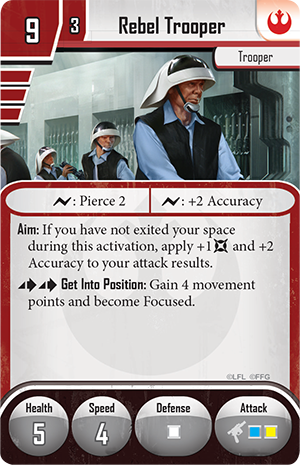 9
3
Rebel Trooper
Trooper
: Pierce 2
: +2 Accuracy
Aim: If you have not exited your space
during this activation, apply +1 and +2
Accuracy to your attack results.
Get Into Position: Gain 4 movement
points and become Focused.
©LFL ©FFG
Health
Speed
Defense
Attack
5
4